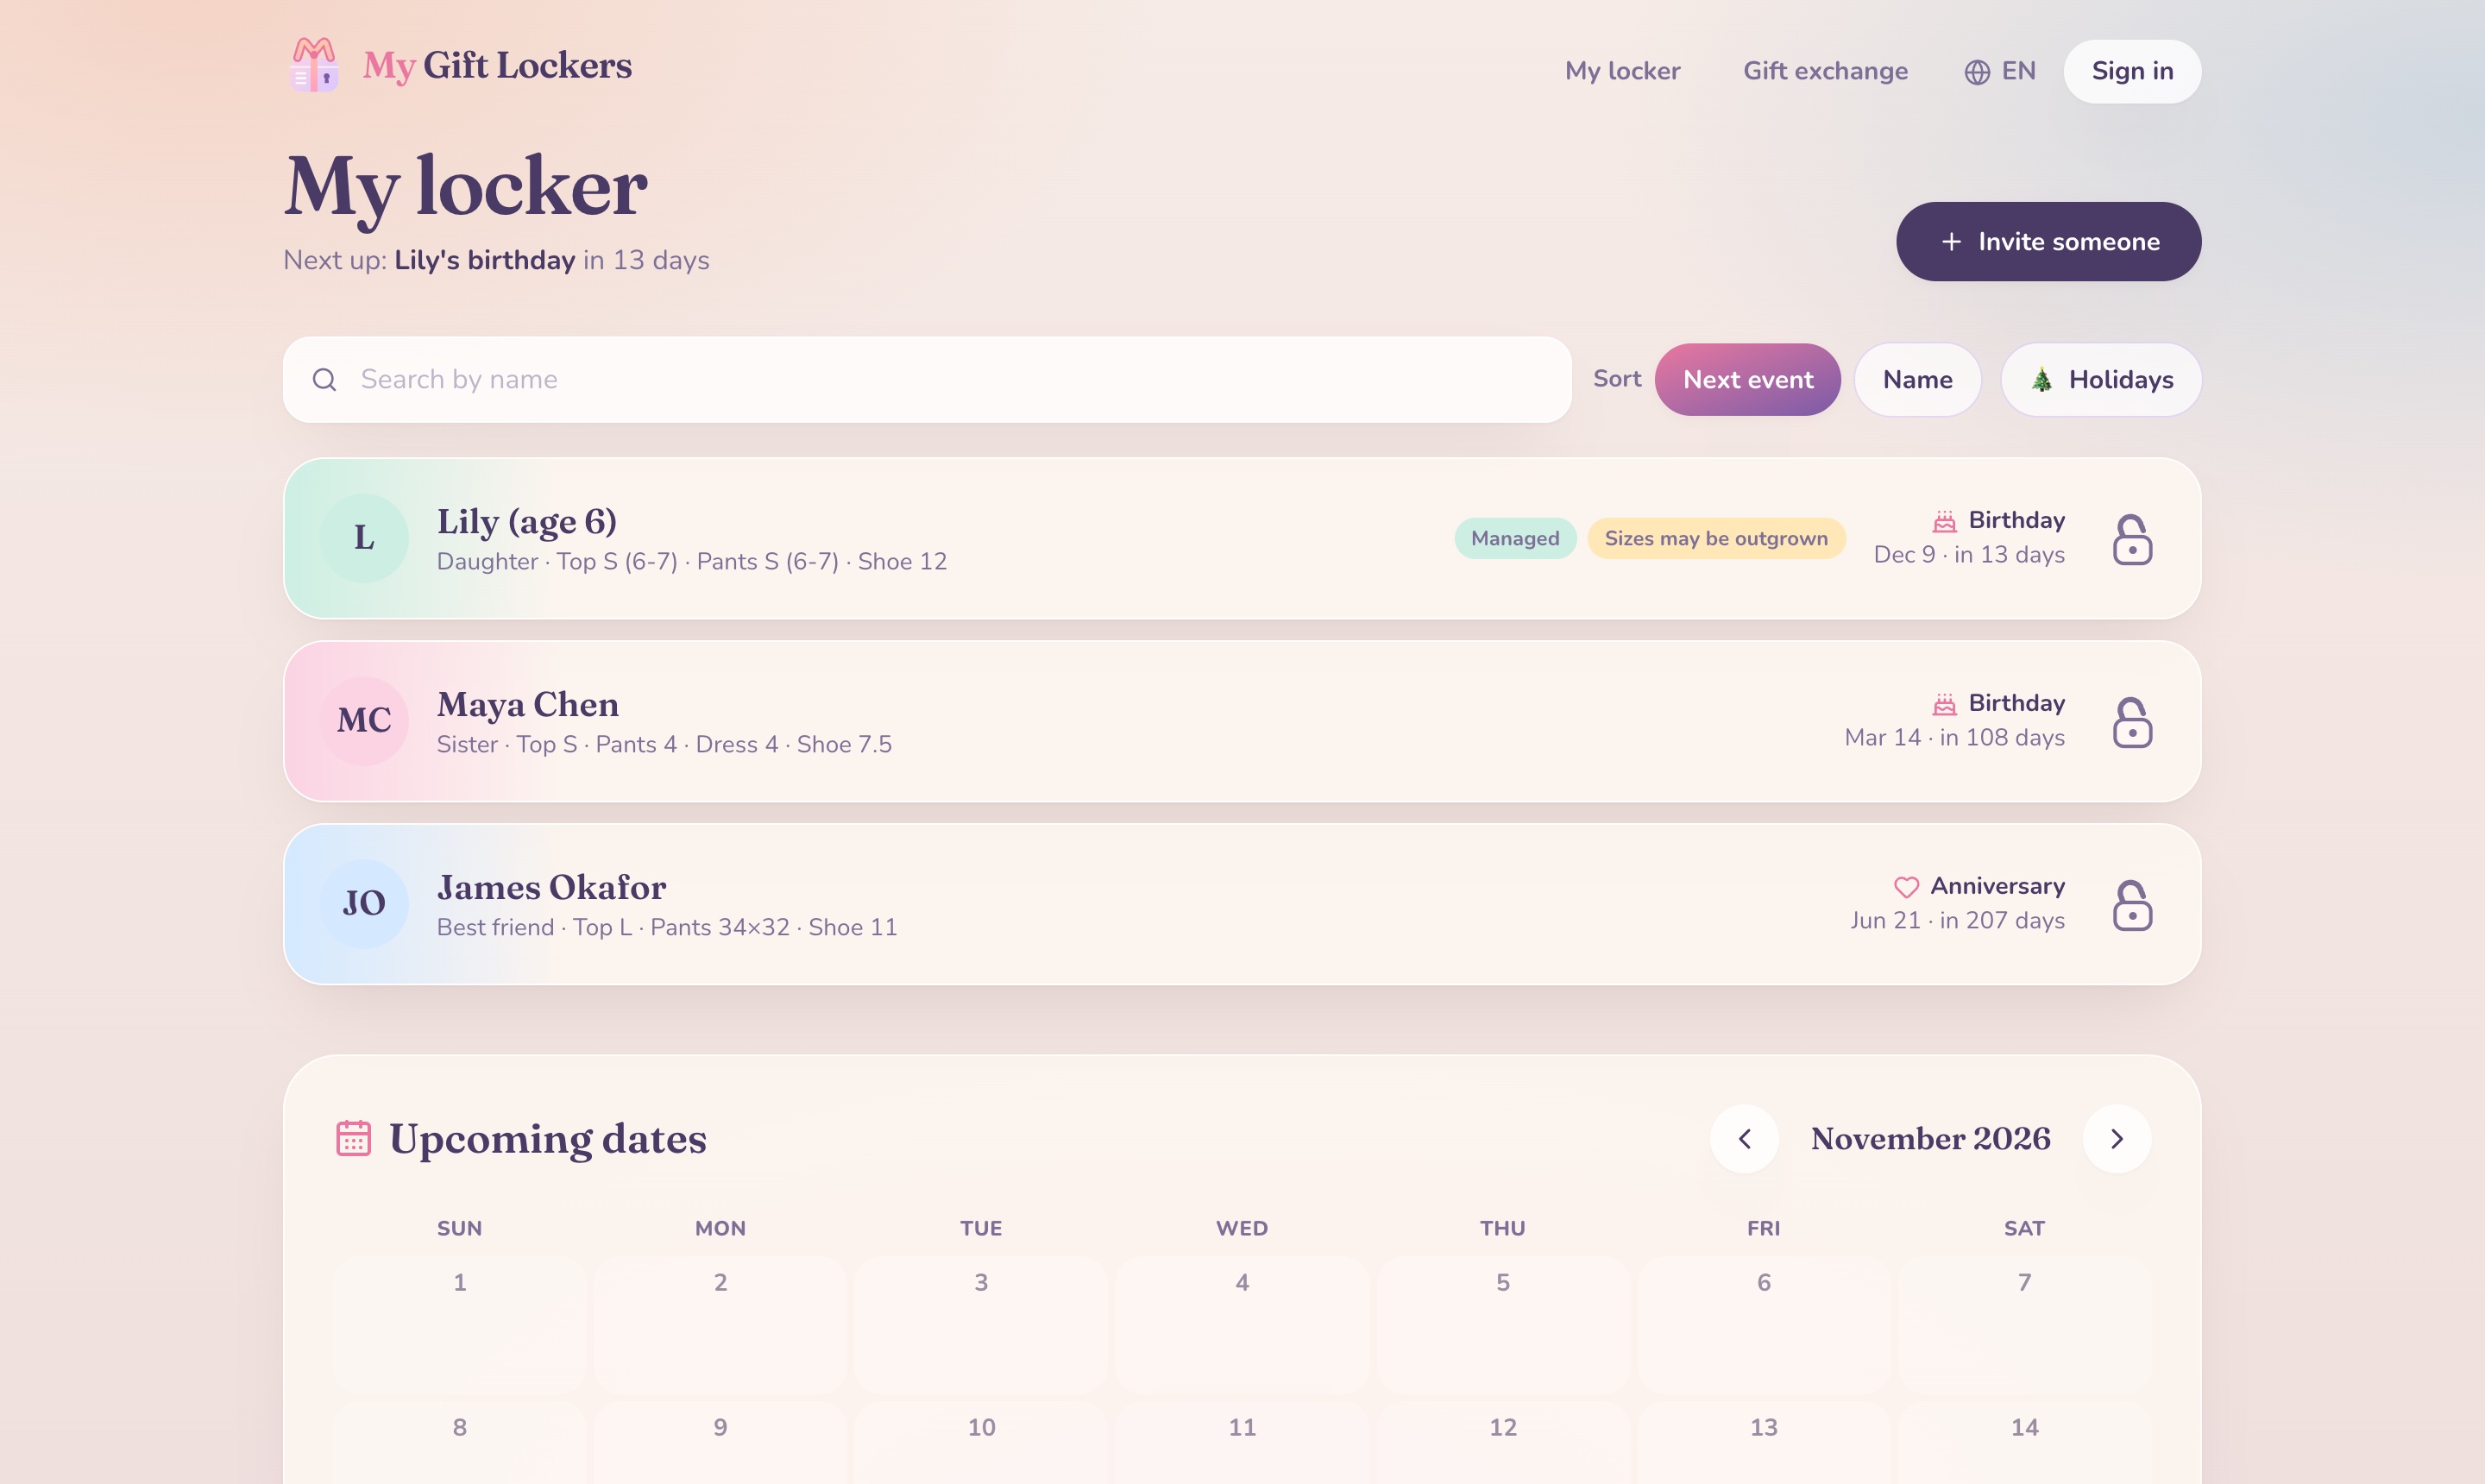 My Gift Lockers
My locker
Gift exchange
EN
Sign in
My locker
Next up: Lily's birthday in 13 days
Invite someone
Search by name
Sort
Next event
Name
Holidays
L
Lily (age 6)
Daughter · Top S (6-7) · Pants S (6-7) · Shoe 12
Managed
Sizes may be outgrown
Birthday
Dec 9 · in 13 days
MC
Maya Chen
Sister · Top S · Pants 4 · Dress 4 · Shoe 7.5
Birthday
Mar 14 · in 108 days
JO
James Okafor
Best friend · Top L · Pants 34×32 · Shoe 11
Anniversary
Jun 21 · in 207 days
Upcoming dates
November 2026
SUN MON TUE WED THU FRI SAT
1 2 3 4 5 6 7
8 9 10 11 12 13 14